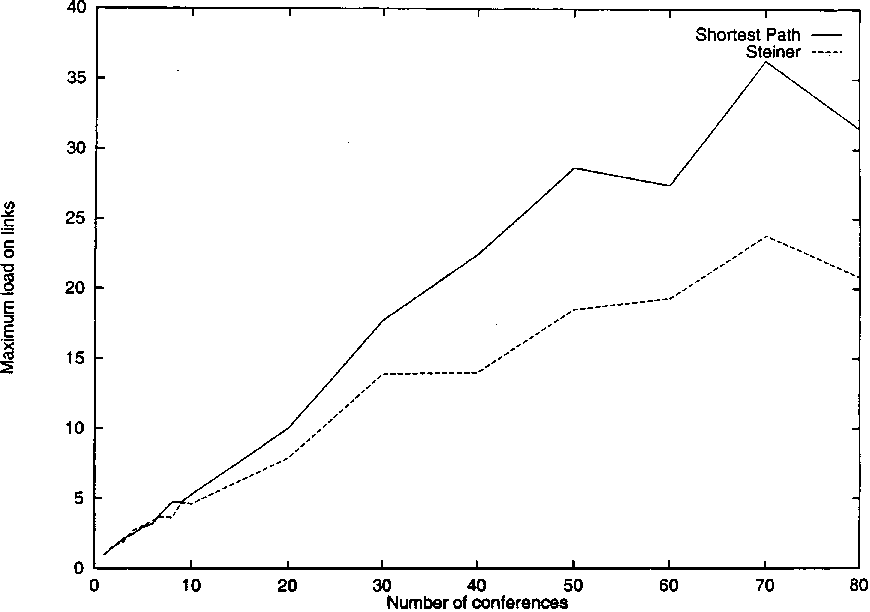 40
35
30
25
20
15
10
5
0
Maximum load on links
Shortest Path
Steiner
0 10 20 30 40 50 60 70 80
Number of conferences